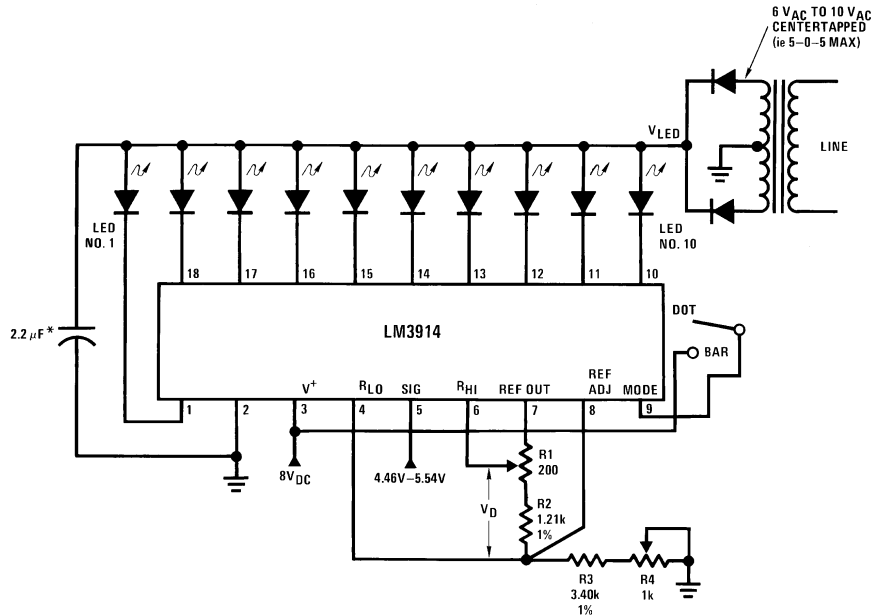 6 VAC TO 10 VAC
CENTERTAPPED
(ie 5–0–5 MAX)
VLED
LINE
LED
NO. 1
LED
NO. 10
18 17 16 15 14 13 12 11 10
2.2 μF*
LM3914
DOT
BAR
V+ RLO SIG RHI REF OUT REF
ADJ MODE
1 2 3 4 5 6 7 8 9
8VDC
4.46V–5.54V
R1
200
VD
R2
1.21k
1%
R3
3.40k
1%
R4
1k